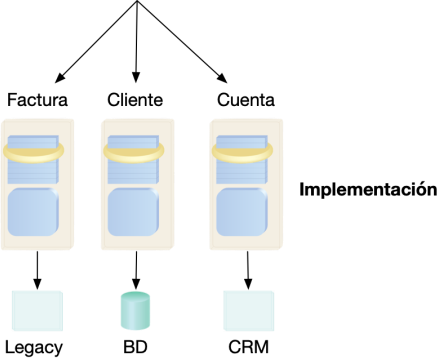 Factura
Cliente
Cuenta
Implementación
Legacy
BD
CRM